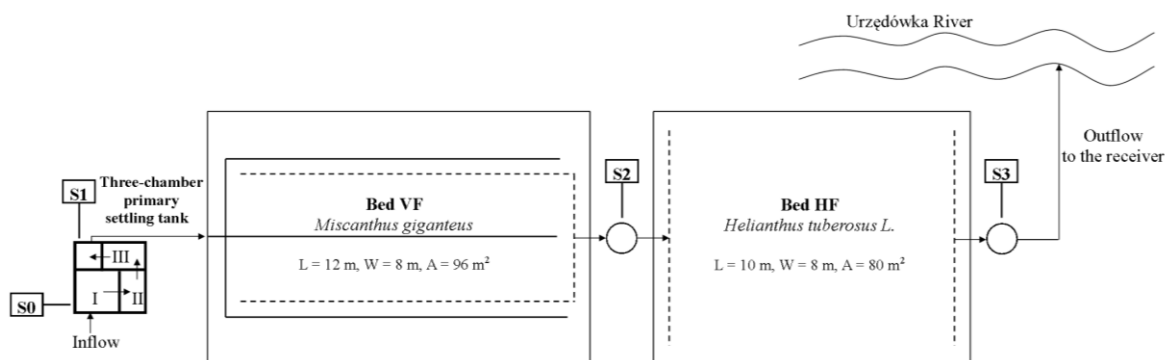 Urzędówka River
Outflow
to the receiver
S1
Three-chamber
primary
settling tank
S2
S3
Bed VF
Miscanthus giganteus
L = 12 m, W = 8 m, A = 96 m²
Bed HF
Helianthus tuberosus L.
L = 10 m, W = 8 m, A = 80 m²
III
I
II
S0
Inflow